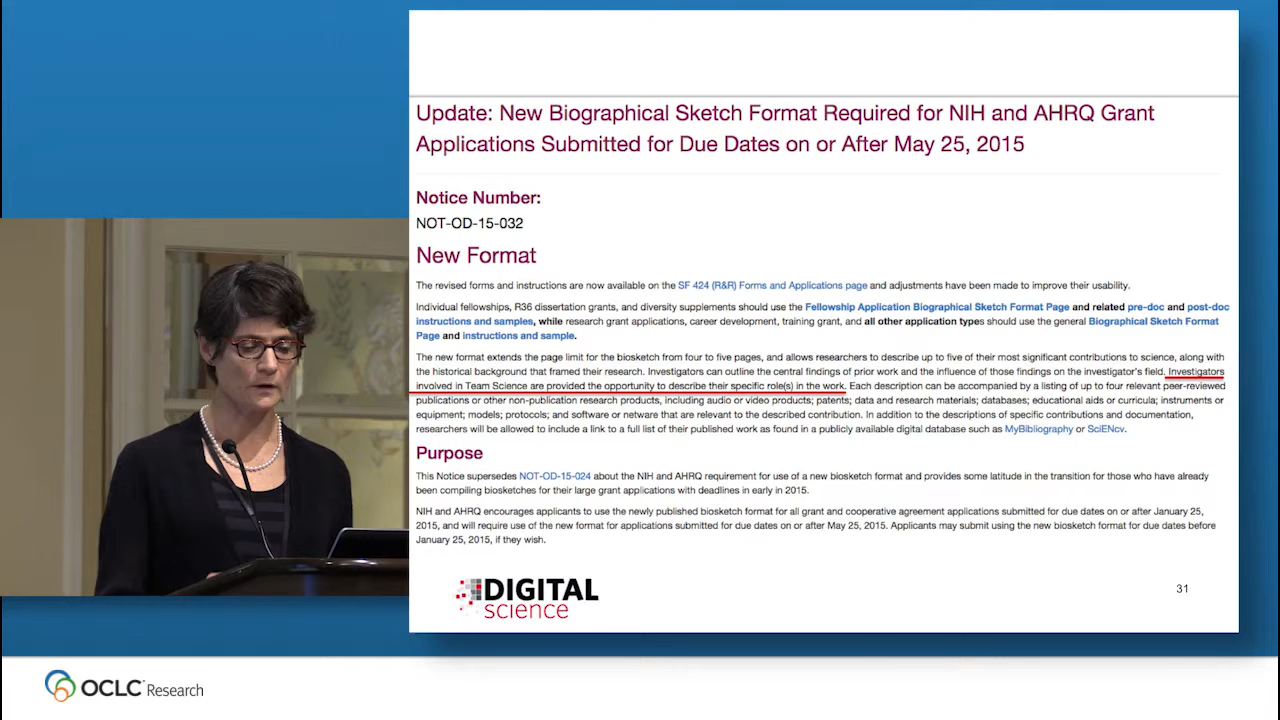 Update: New Biographical Sketch Format Required for NIH and AHRQ Grant
Applications Submitted for Due Dates on or After May 25, 2015
Notice Number:
NOT-OD-15-032
New Format
The revised forms and instructions are now available on the SF 424 (R&R) Forms and Applications page and adjustments have been made to improve their usability.
Individual fellowships, R36 dissertation grants, and diversity supplements should use the Fellowship Application Biographical Sketch Format Page and related pre-doc and post-doc
instructions and samples, while research grant applications, career development, training grant, and all other application types should use the general Biographical Sketch Format
Page and instructions and sample.
The new format extends the page limit for the biosketch from four to five pages, and allows researchers to describe up to five of their most significant contributions to science, along with
the historical background that framed their research. Investigators can outline the central findings of prior work and the influence of those findings on the investigator's field. Investigators
involved in Team Science are provided the opportunity to describe their specific role(s) in the work. Each description can be accompanied by a listing of up to four relevant peer-reviewed
publications or other non-publication research products, including audio or video products; patents; data and research materials; databases; educational aids or curricula; instruments or
equipment; models; protocols; and software or netware that are relevant to the described contribution. In addition to the descriptions of specific contributions and documentation,
researchers will be allowed to include a link to a full list of their published work as found in a publicly available digital database such as MyBibliography or SciENcv.
Purpose
This Notice supersedes NOT-OD-15-024 about the NIH and AHRQ requirement for use of a new biosketch format and provides some latitude in the transition for those who have already
been compiling biosketches for their large grant applications with deadlines in early in 2015.
NIH and AHRQ encourages applicants to use the newly published biosketch format for all grant and cooperative agreement applications submitted for due dates on or after January 25,
2015, and will require use of the new format for applications submitted for due dates on or after May 25, 2015. Applicants may submit using the new biosketch format for due dates before
January 25, 2015, if they wish.
DIGITAL
science
31
OCLC Research